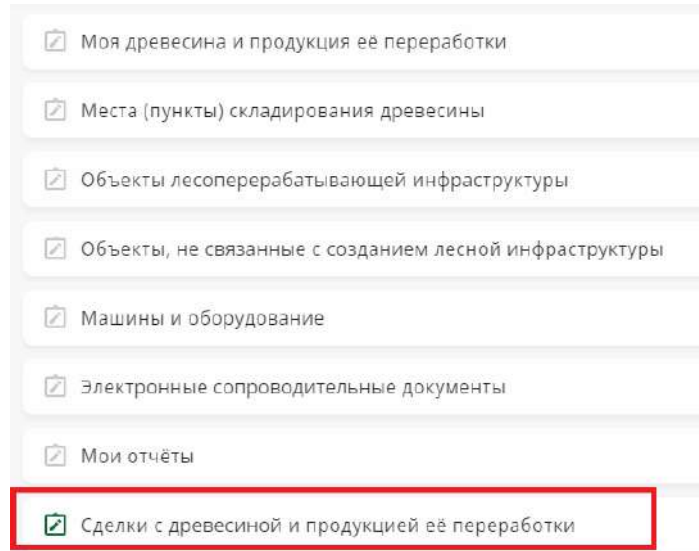 Моя древесина и продукция её переработки
Места (пункты) складирования древесины
Объекты лесоперерабатывающей инфраструктуры
Объекты, не связанные с созданием лесной инфраструктуры
Машины и оборудование
Электронные сопроводительные документы
Мои отчёты
Сделки с древесиной и продукцией её переработки